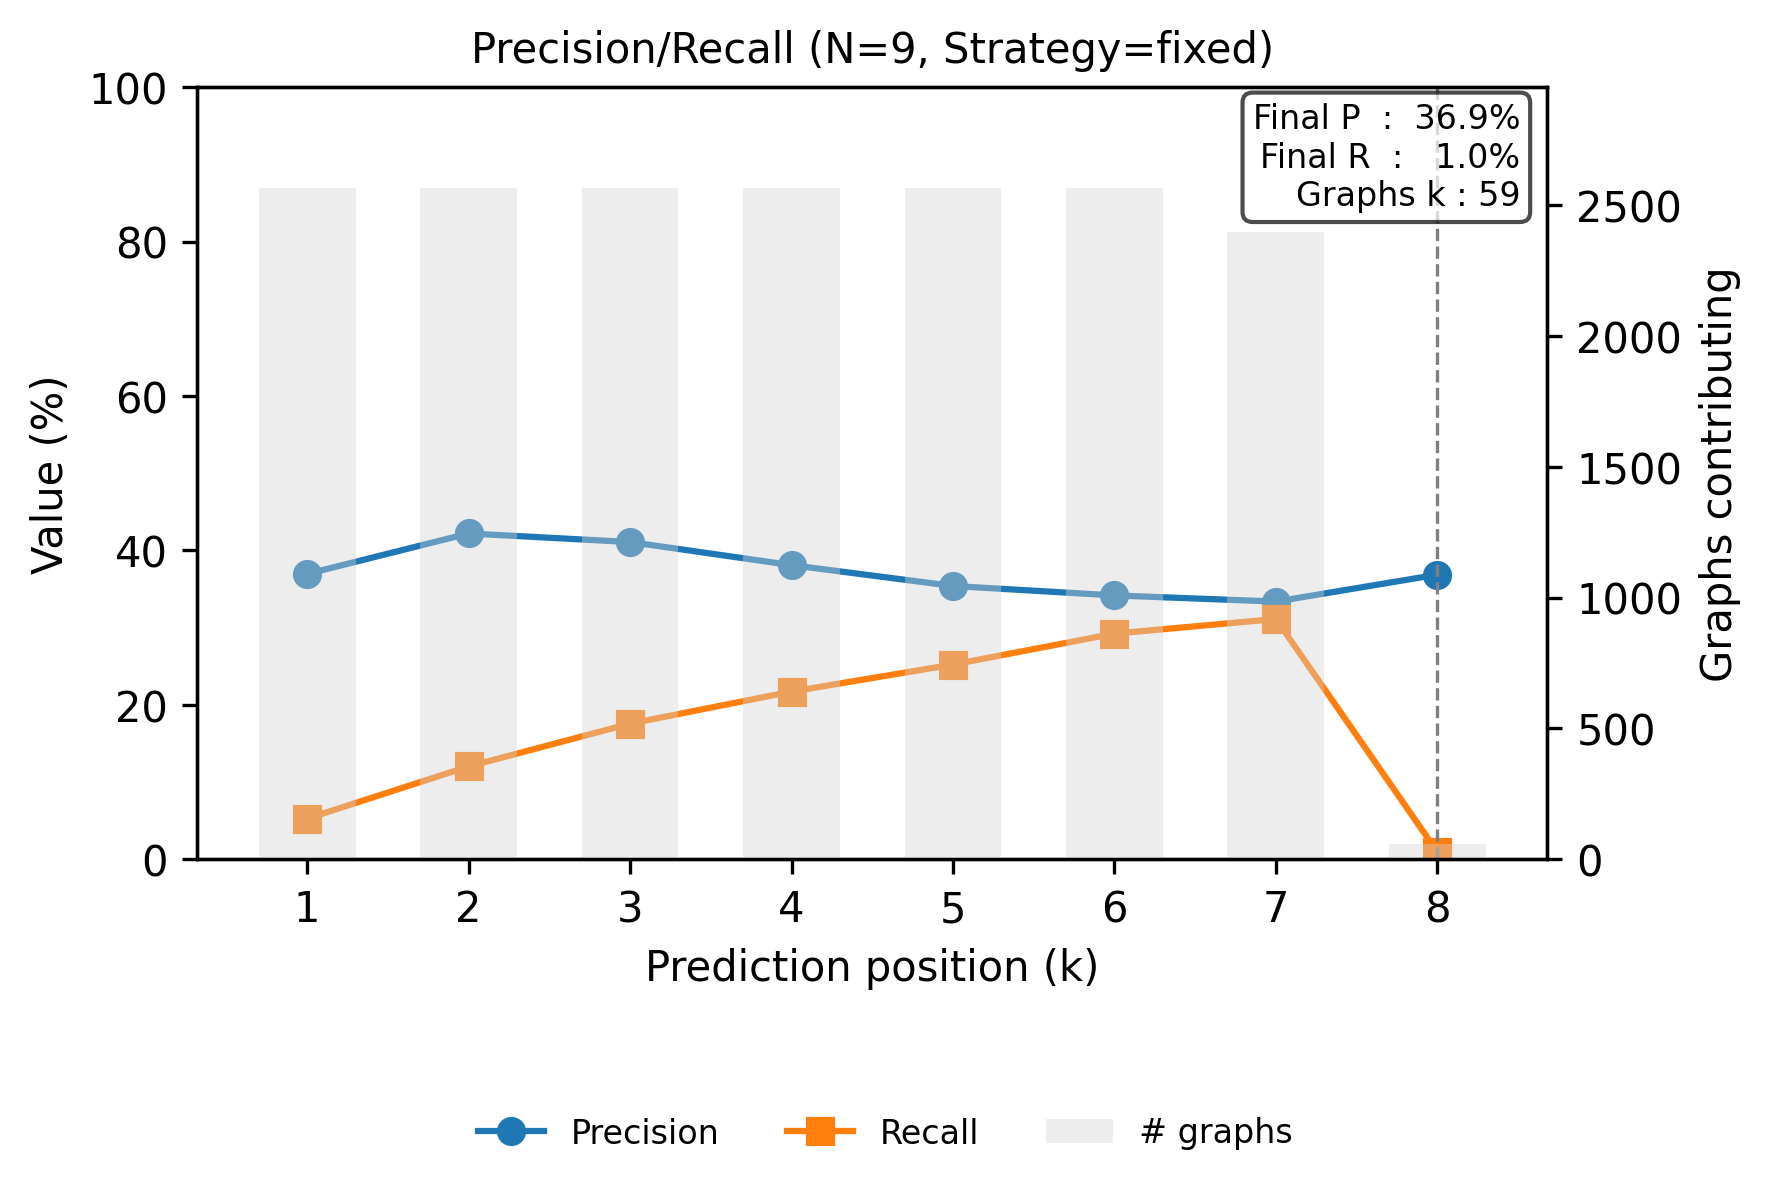 Precision/Recall (N=9, Strategy=fixed)
Final P : 36.9%
Final R : 1.0%
Graphs k : 59
100
80
60
40
20
0
Value (%)
2500
2000
1500
1000
500
0
Graphs contributing
1 2 3 4 5 6 7 8
Prediction position (k)
Precision Recall # graphs